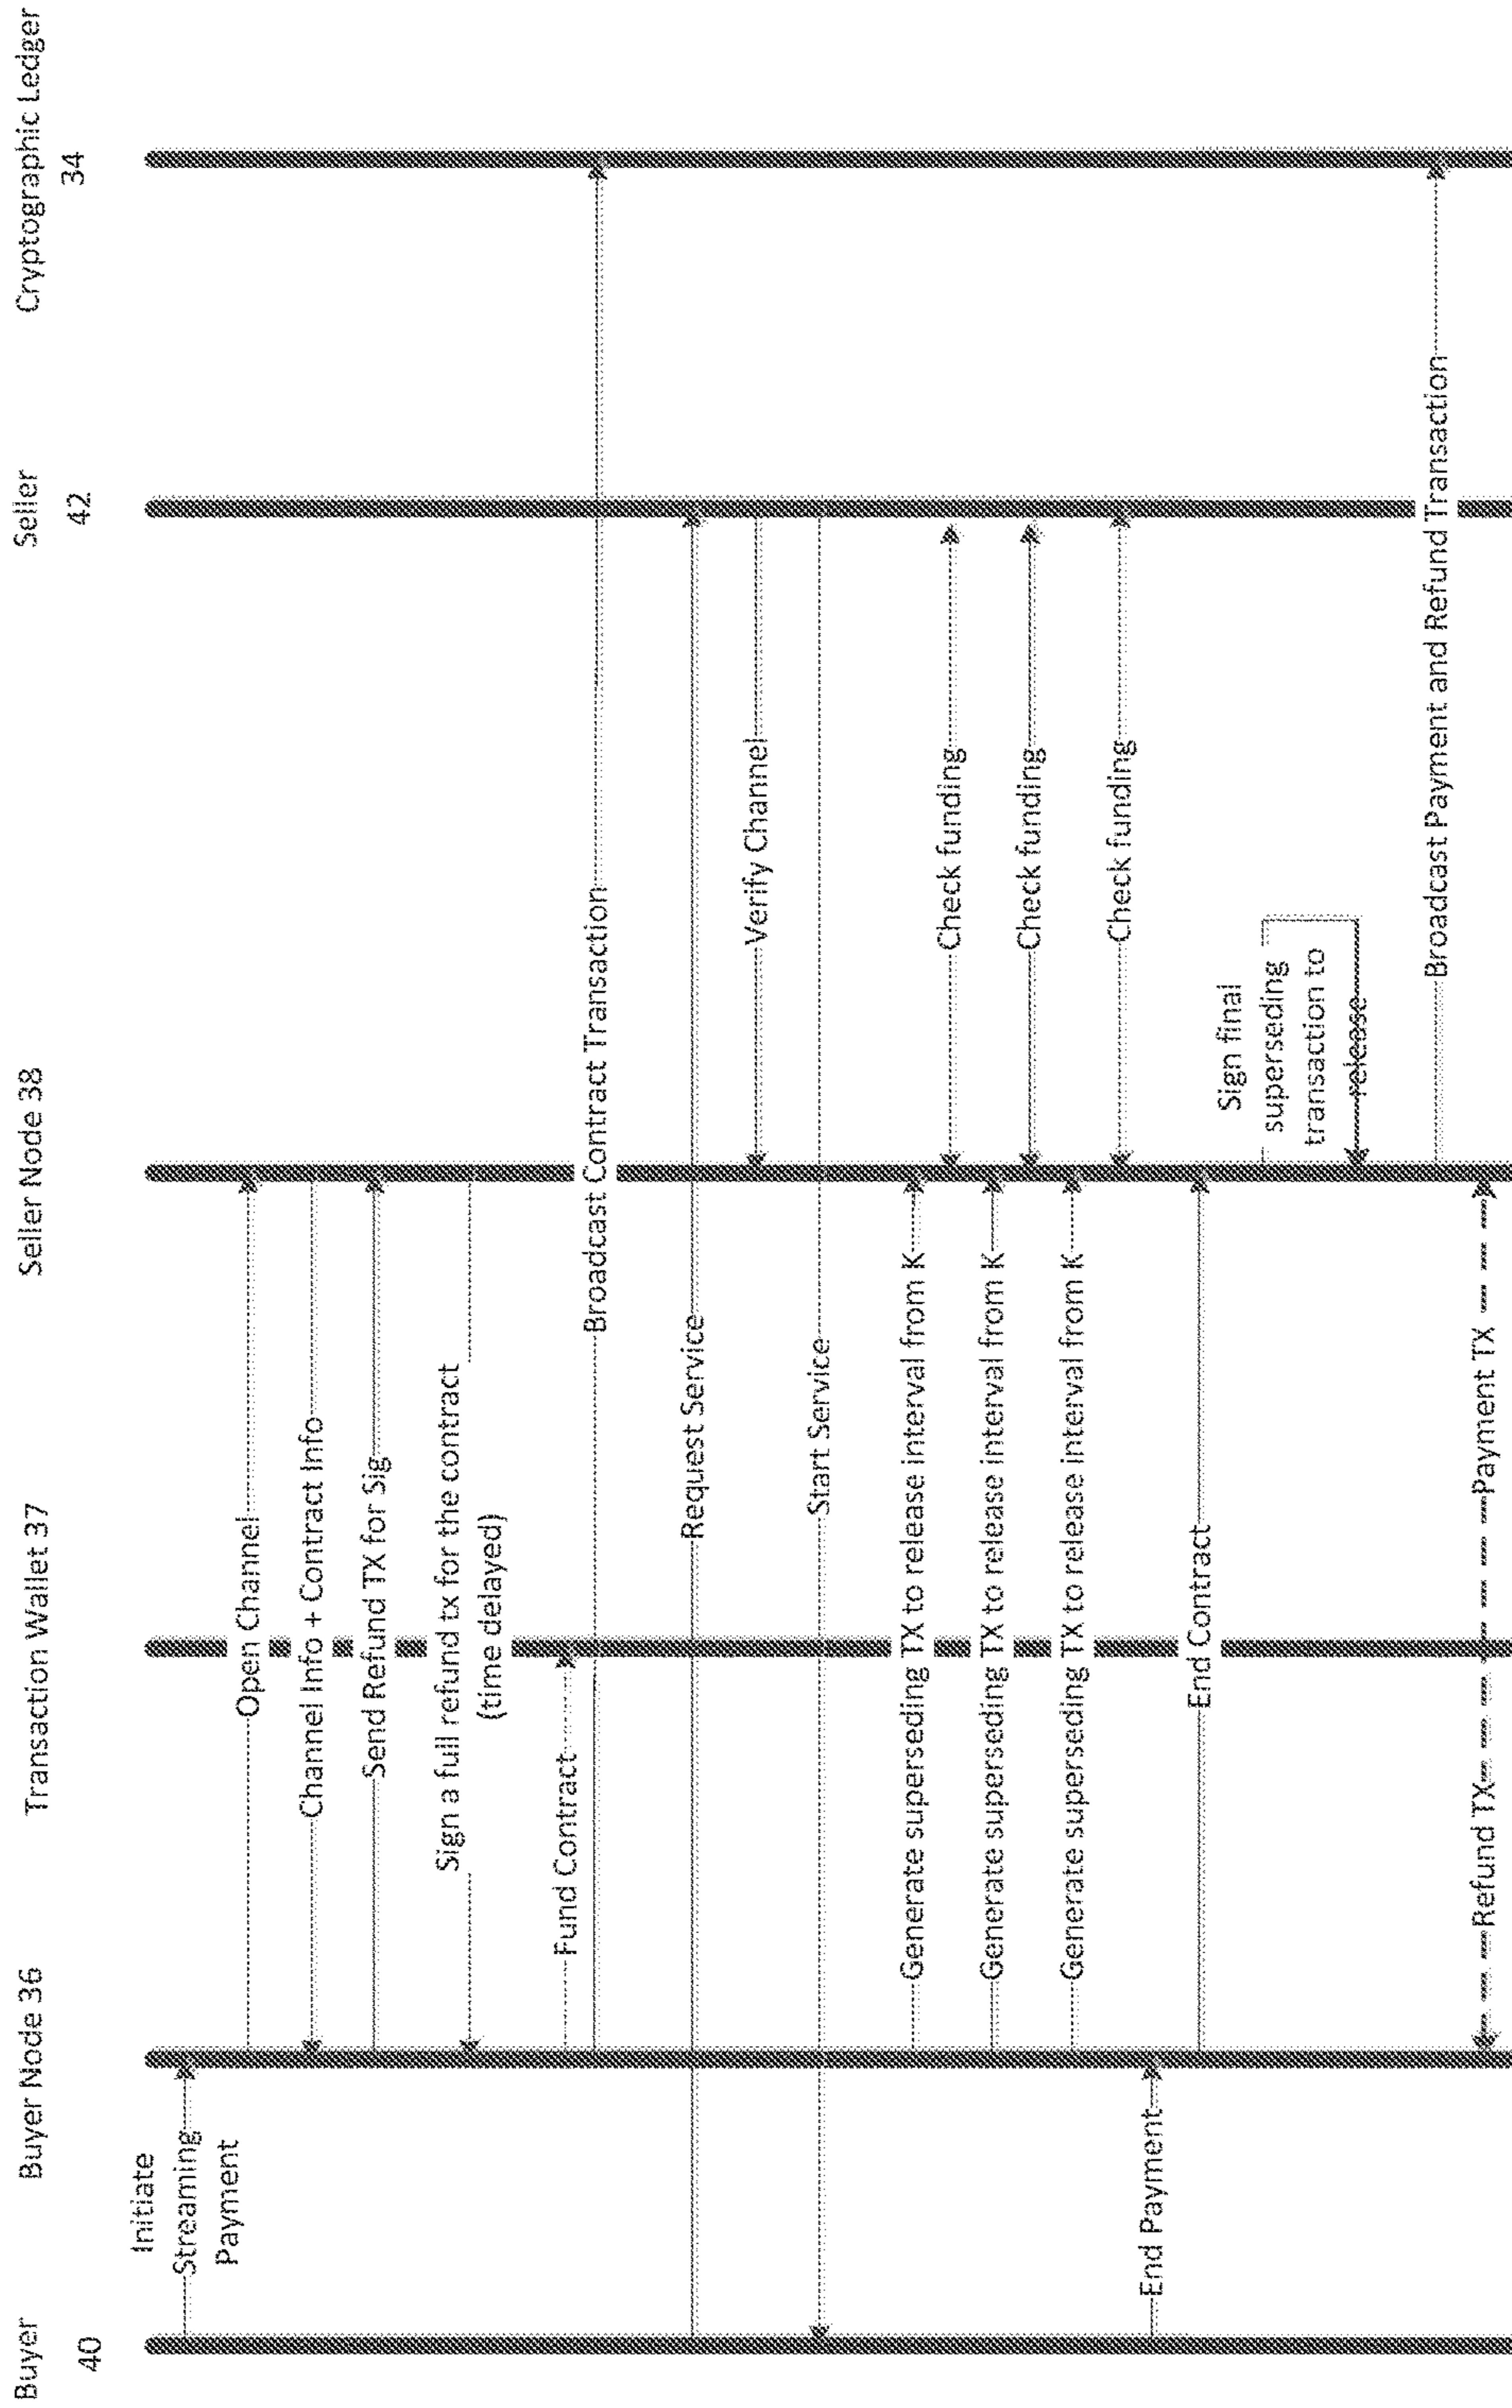 Buyer
40
Buyer Node 36
Transaction Wallet 37
Seller Node 38
Seller
42
Cryptographic Ledger
34
Initiate
Streaming
Payment
Open Channel
Channel Info + Contract Info
Send Refund TX for Sig
Sign a full refund tx for the contract
(time delayed)
Fund Contract
Broadcast Contract Transaction
Request Service
Verify Channel
Start Service
Generate superseding TX to release interval from K
Check funding
Generate superseding TX to release interval from K
Check funding
Generate superseding TX to release interval from K
Check funding
End Payment
End Contract
Sign final
superseding
transaction to
release
Broadcast Payment and Refund Transaction
Refund TX
Payment TX